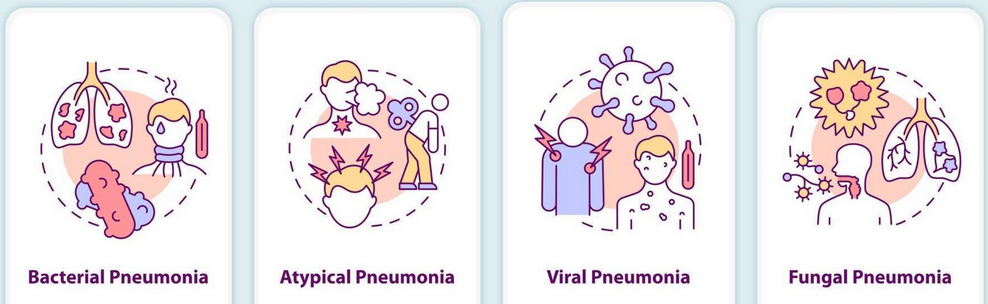 Bacterial Pneumonia
Atypical Pneumonia
Viral Pneumonia
Fungal Pneumonia